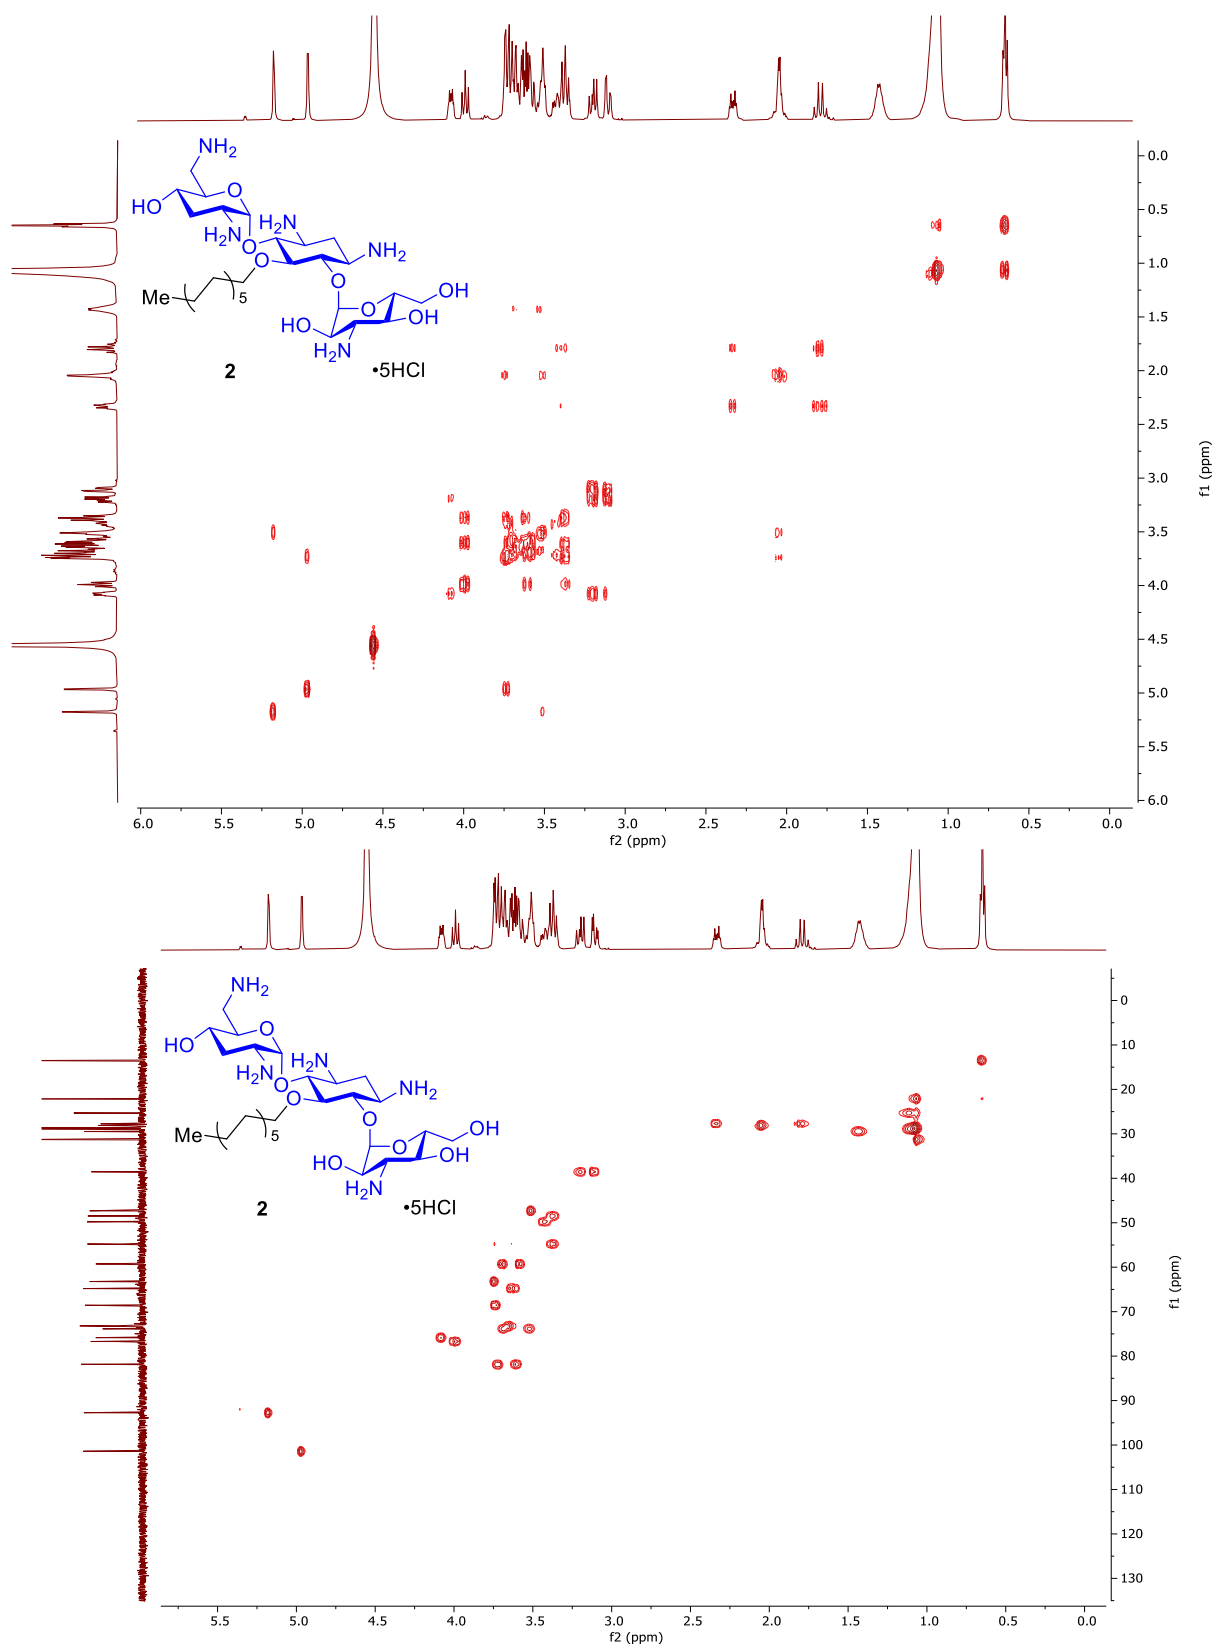 NH2
O
HO
H2N
H2N
O
NH2
O
O
Me
5
O
OH
HO
OH
H2N
2
•5HCl
0.0
0.5
1.0
1.5
2.0
2.5
3.0
3.5
4.0
4.5
5.0
5.5
6.0
f1 (ppm)
6.0 5.5 5.0 4.5 4.0 3.5 3.0 2.5 2.0 1.5 1.0 0.5 0.0
f2 (ppm)
NH2
O
HO
H2N
H2N
O
NH2
O
O
Me
5
O
OH
HO
OH
H2N
2
•5HCl
0
10
20
30
40
50
60
70
80
90
100
110
120
130
f1 (ppm)
5.5 5.0 4.5 4.0 3.5 3.0 2.5 2.0 1.5 1.0 0.5 0.0
f2 (ppm)